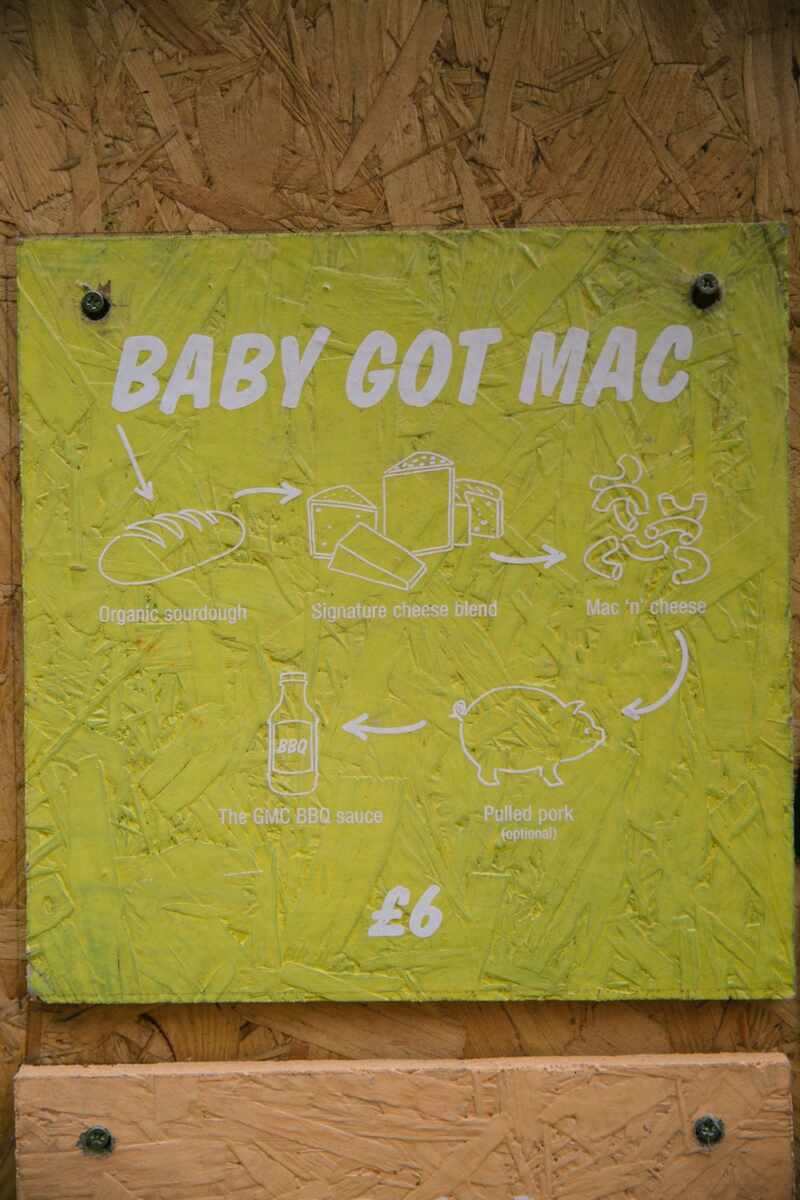 BABY GOT MAC
Organic sourdough
Signature cheese blend
Mac 'n' cheese
BBQ
The GMC BBQ sauce
Pulled pork
(optional)
£6